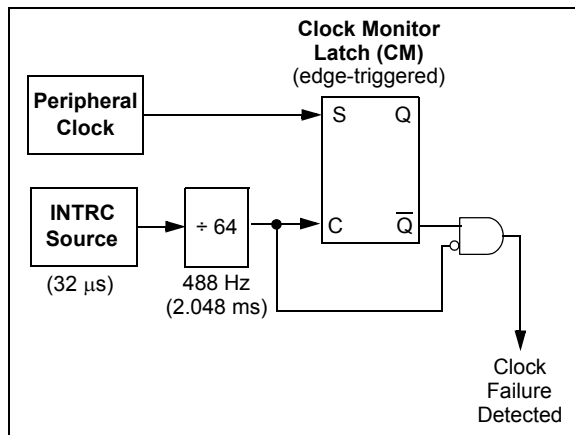 Clock Monitor
Latch (CM)
(edge-triggered)
Peripheral
Clock
S Q
INTRC
Source
÷ 64
C Q̅
(32 μs)
488 Hz
(2.048 ms)
Clock
Failure
Detected